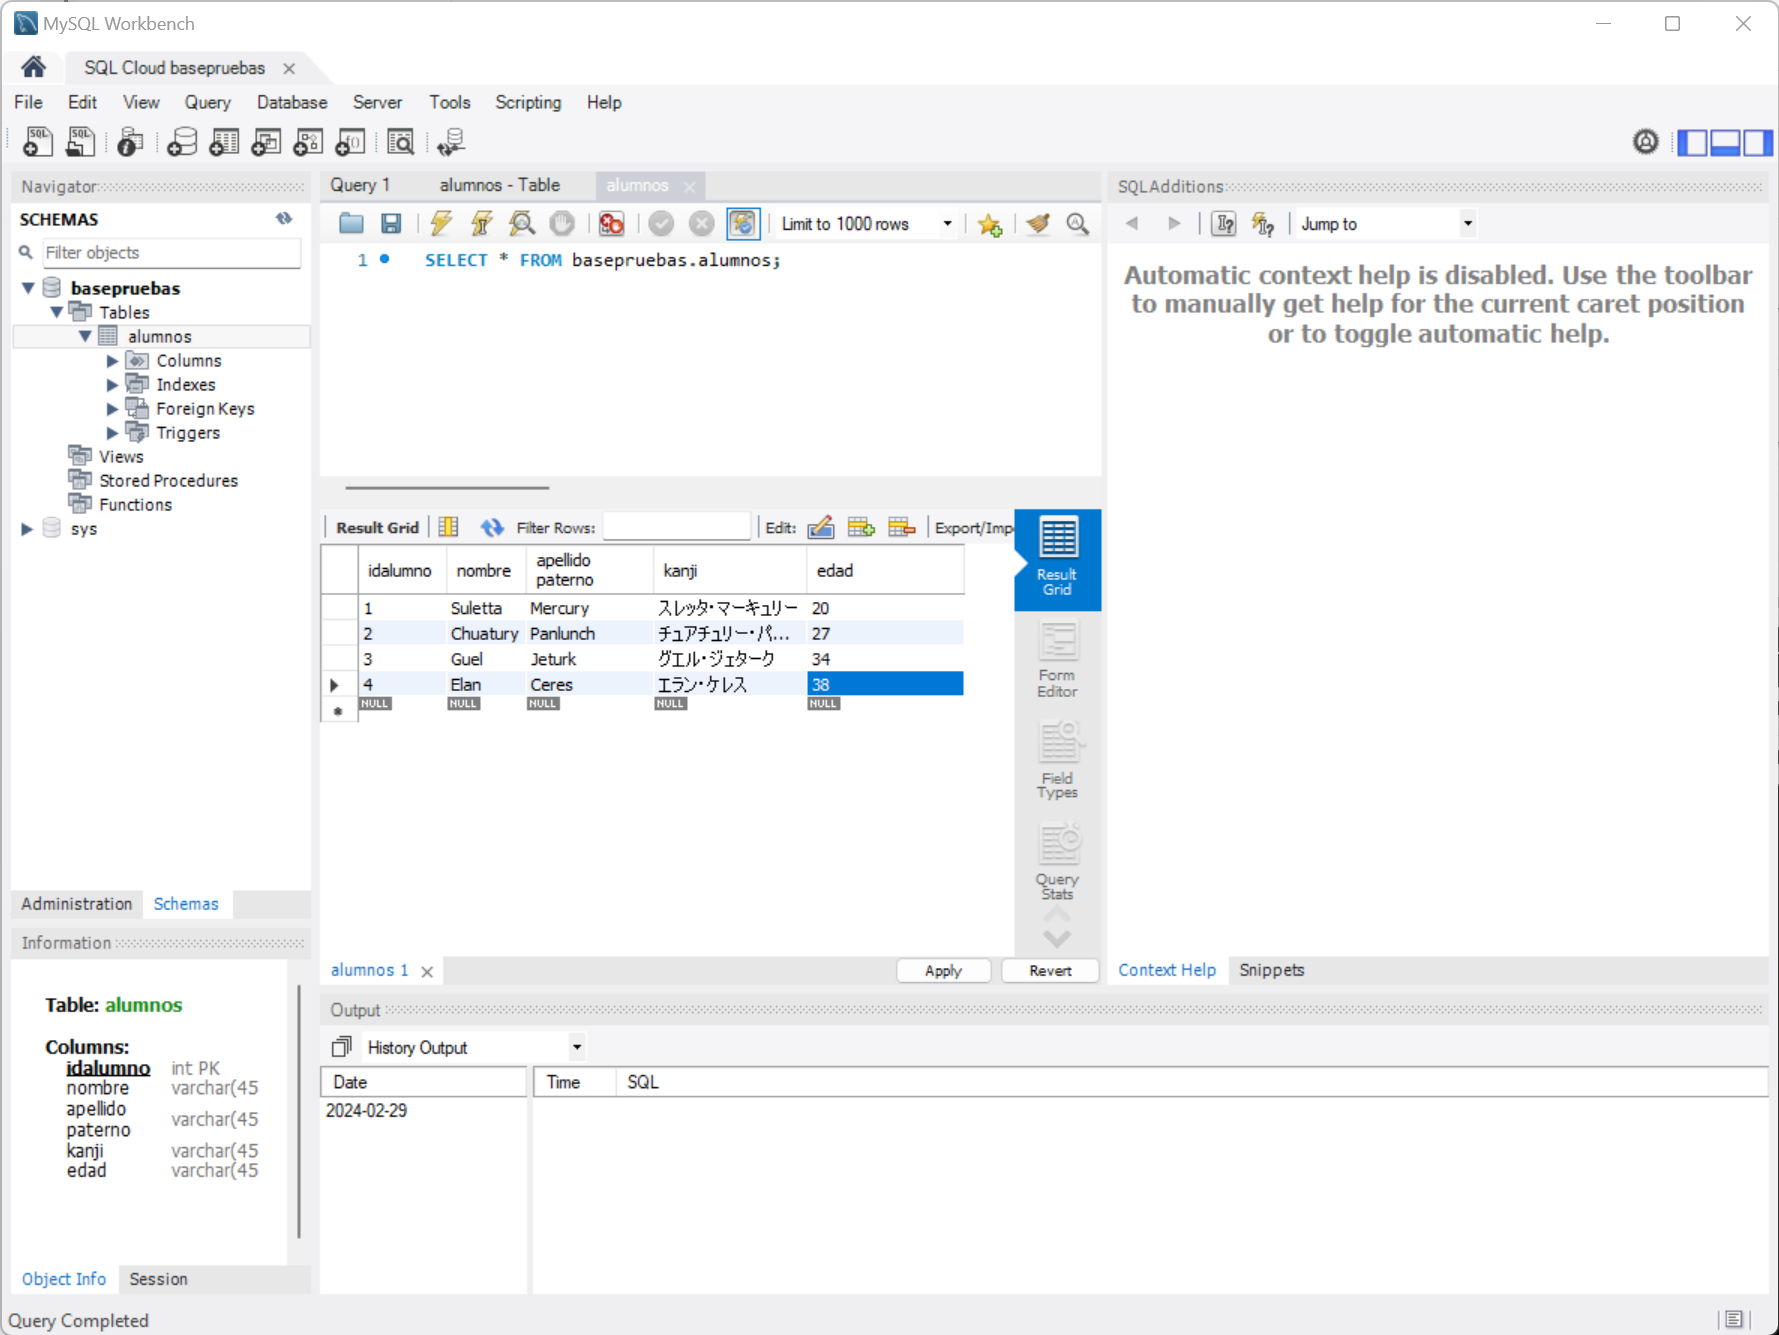 MySQL Workbench
SQL Cloud basepruebas
File Edit View Query Database Server Tools Scripting Help
Navigator
SCHEMAS
Filter objects
basepruebas
Tables
alumnos
Columns
Indexes
Foreign Keys
Triggers
Views
Stored Procedures
Functions
sys
Administration Schemas
Information
Table: alumnos
Columns:
idalumno int PK
nombre varchar(45
apellido
paterno varchar(45
kanji varchar(45
edad varchar(45
Object Info Session
Query 1 alumnos - Table alumnos
Limit to 1000 rows
1 SELECT * FROM basepruebas.alumnos;
Result Grid Filter Rows: Edit: Export/Imp
idalumno nombre apellido paterno kanji edad
1 Suletta Mercury スレッタ・マーキュリー 20
2 Chuatury Panlunch チュアチュリー・パ... 27
3 Guel Jeturk グエル・ジェターク 34
4 Elan Ceres エラン・ケレス 38
NULL NULL NULL NULL NULL
Result
Grid
Form
Editor
Field
Types
Query
Stats
alumnos 1 Apply Revert
SQLAdditions
Jump to
Automatic context help is disabled. Use the toolbar
to manually get help for the current caret position
or to toggle automatic help.
Context Help Snippets
Output
History Output
Date Time SQL
2024-02-29
Query Completed